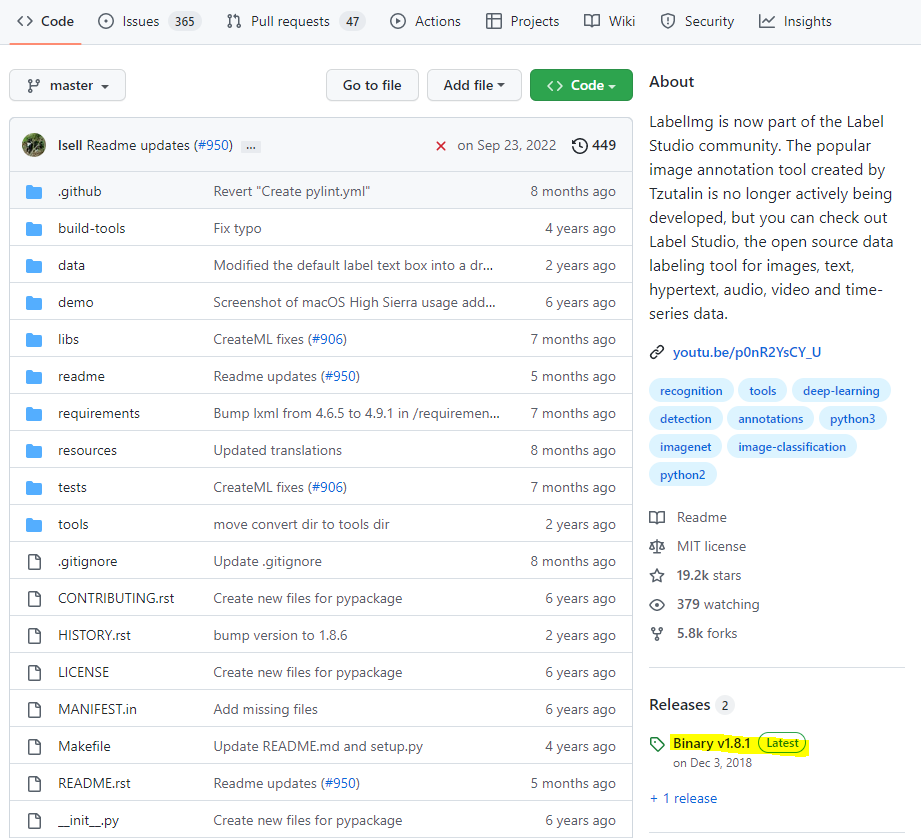 Code Issues 365 Pull requests 47 Actions Projects Wiki Security Insights
master Go to file Add file Code
lsell Readme updates (#950) ... on Sep 23, 2022 449
.github Revert "Create pylint.yml" 8 months ago
build-tools Fix typo 4 years ago
data Modified the default label text box into a dr... 2 years ago
demo Screenshot of macOS High Sierra usage add... 6 years ago
libs CreateML fixes (#906) 7 months ago
readme Readme updates (#950) 5 months ago
requirements Bump lxml from 4.6.5 to 4.9.1 in /requiremen... 7 months ago
resources Updated translations 8 months ago
tests CreateML fixes (#906) 7 months ago
tools move convert dir to tools dir 2 years ago
.gitignore Update .gitignore 8 months ago
CONTRIBUTING.rst Create new files for pypackage 6 years ago
HISTORY.rst bump version to 1.8.6 2 years ago
LICENSE Create new files for pypackage 6 years ago
MANIFEST.in Add missing files 6 years ago
Makefile Update README.md and setup.py 4 years ago
README.rst Readme updates (#950) 5 months ago
__init__.py Create new files for pypackage 6 years ago
About
LabelImg is now part of the Label
Studio community. The popular
image annotation tool created by
Tzutalin is no longer actively being
developed, but you can check out
Label Studio, the open source data
labeling tool for images, text,
hypertext, audio, video and time-
series data.
youtu.be/p0nR2YsCY_U
recognition tools deep-learning
detection annotations python3
imagenet image-classification
python2
Readme
MIT license
19.2k stars
379 watching
5.8k forks
Releases 2
Binary v1.8.1 Latest
on Dec 3, 2018
+ 1 release